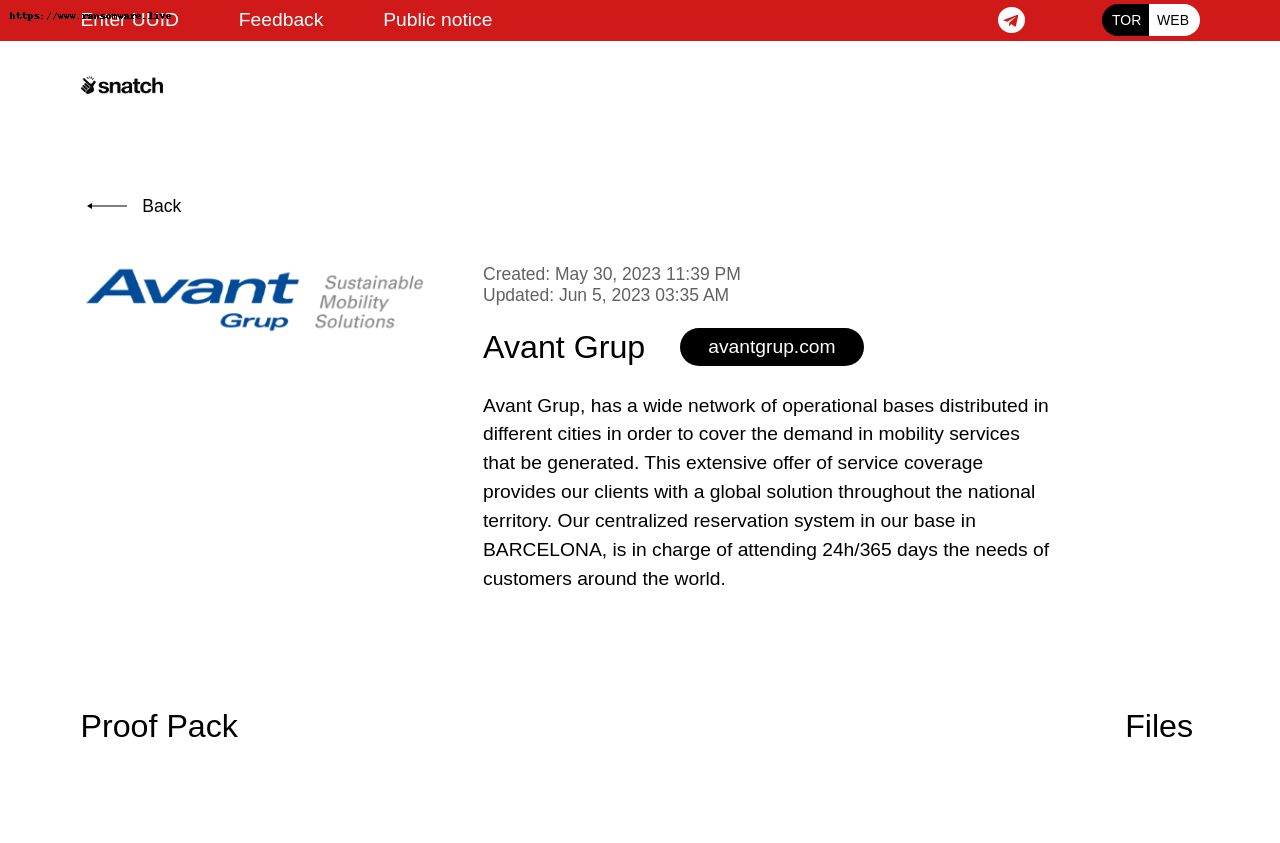 https://www.ransomware.live
Enter UUID
Feedback
Public notice
TOR
WEB
snatch
Back
Avant
Grup
Sustainable
Mobility
Solutions
Created: May 30, 2023 11:39 PM
Updated: Jun 5, 2023 03:35 AM
Avant Grup
avantgrup.com
Avant Grup, has a wide network of operational bases distributed in
different cities in order to cover the demand in mobility services
that be generated. This extensive offer of service coverage
provides our clients with a global solution throughout the national
territory. Our centralized reservation system in our base in
BARCELONA, is in charge of attending 24h/365 days the needs of
customers around the world.
Proof Pack
Files